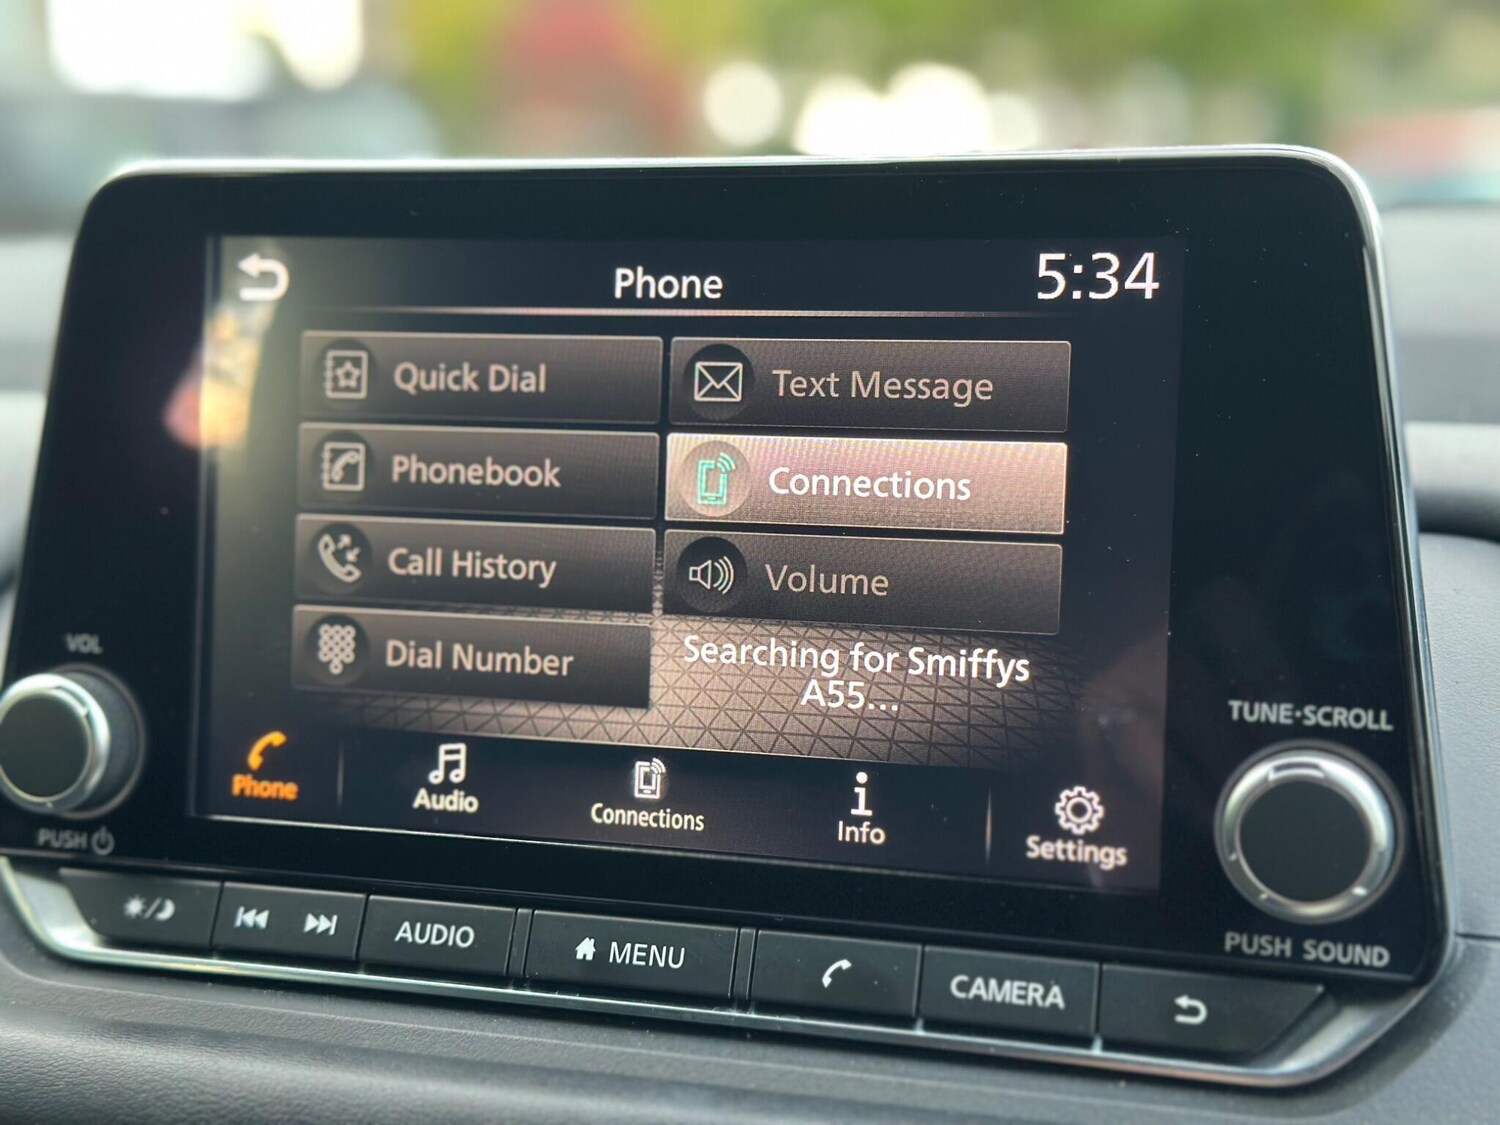 Phone
5:34
Quick Dial
Text Message
Phonebook
Connections
Call History
Volume
Dial Number
Searching for Smiffys
A55...
VOL
TUNE·SCROLL
Phone
Audio
Connections
Info
Settings
PUSH
PUSH SOUND
AUDIO
MENU
CAMERA